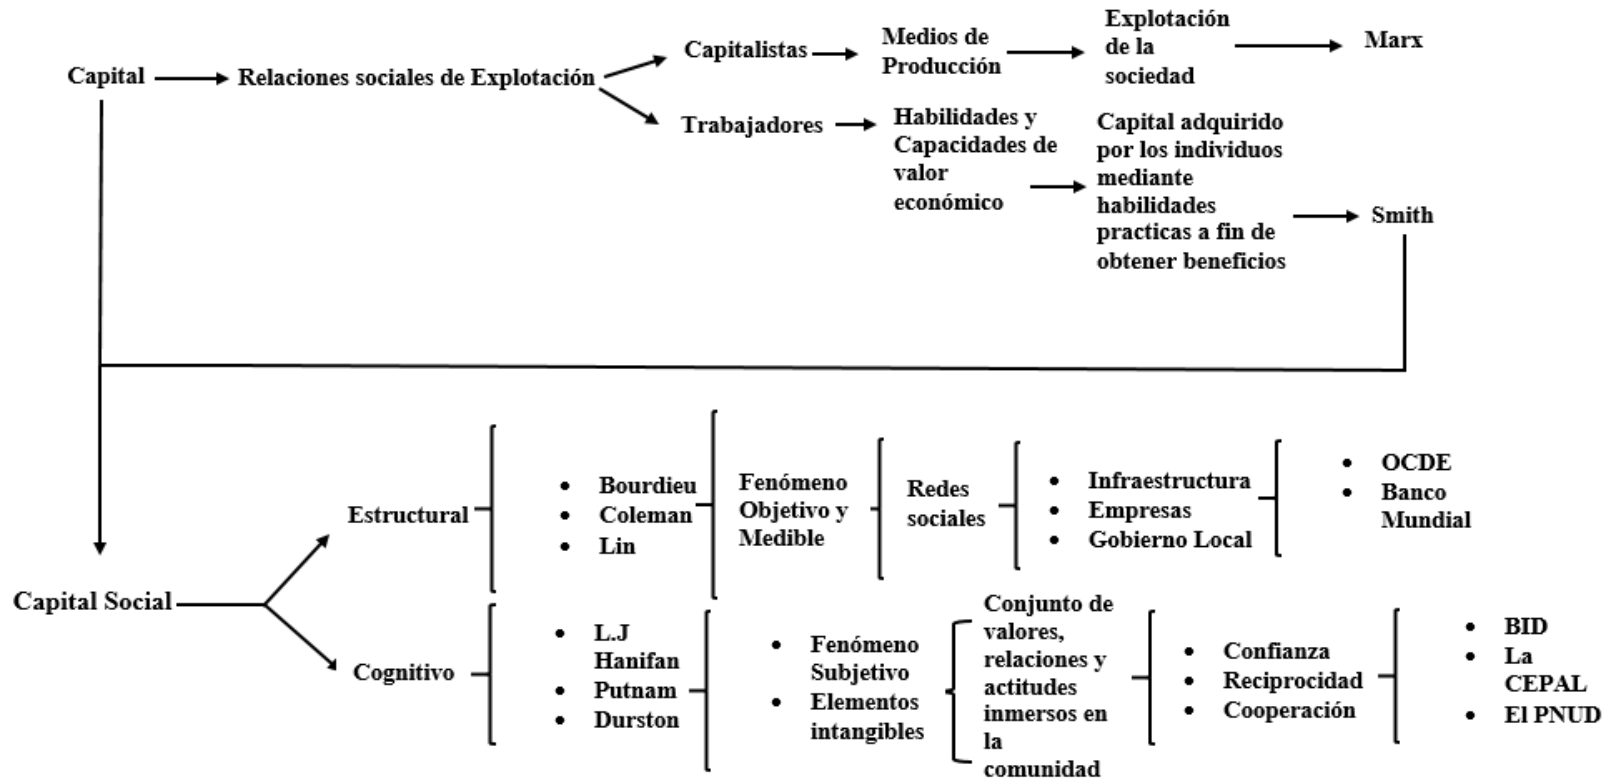 Capital
Relaciones sociales de Explotación
Capitalistas
Medios de
Producción
Explotación
de la
sociedad
Marx
Trabajadores
Habilidades y
Capacidades de
valor
económico
Capital adquirido
por los individuos
mediante
habilidades
practicas a fin de
obtener beneficios
Smith
Capital Social
Estructural
• Bourdieu
• Coleman
• Lin
Fenómeno
Objetivo y
Medible
Redes
sociales
• Infraestructura
• Empresas
• Gobierno Local
• OCDE
• Banco
Mundial
Cognitivo
• L.J
Hanifan
• Putnam
• Durston
• Fenómeno
Subjetivo
• Elementos
intangibles
Conjunto de
valores,
relaciones y
actitudes
inmersos en
la
comunidad
• Confianza
• Reciprocidad
• Cooperación
• BID
• La
CEPAL
• El PNUD